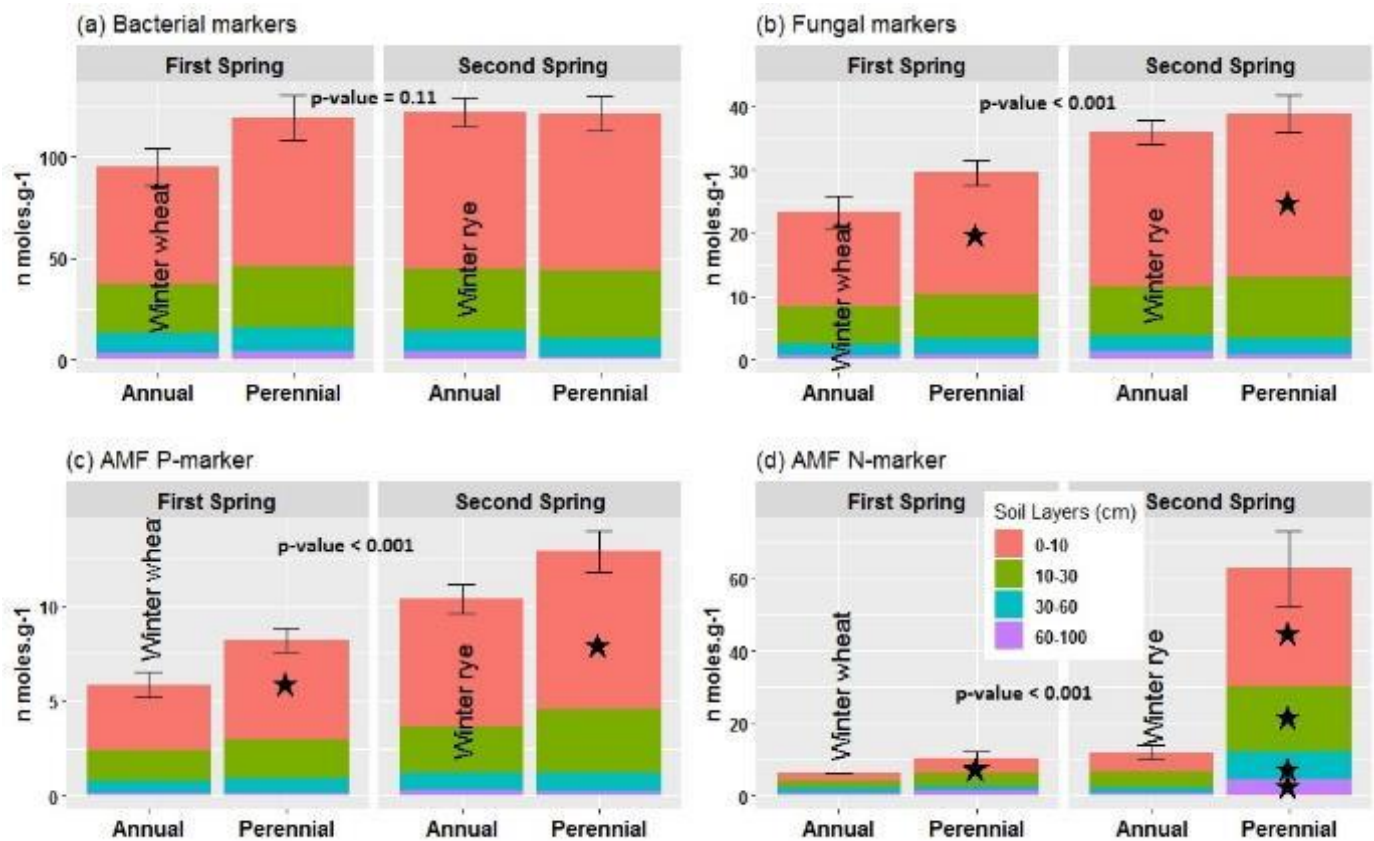 (a) Bacterial markers
First Spring
Second Spring
p-value = 0.11
n moles.g-1
100
50
0
Winter wheat
Winter rye
Annual
Perennial
Annual
Perennial
(b) Fungal markers
First Spring
Second Spring
p-value < 0.001
n moles.g-1
40
30
20
10
0
Winter wheat
Winter rye
Annual
Perennial
Annual
Perennial
(c) AMF P-marker
First Spring
Second Spring
p-value < 0.001
n moles.g-1
10
5
0
Winter whea
Winter rye
Annual
Perennial
Annual
Perennial
(d) AMF N-marker
First Spring
Second Spring
Soil Layers (cm)
0-10
10-30
30-60
60-100
p-value < 0.001
n moles.g-1
60
40
20
0
Winter wheat
Winter rye
Annual
Perennial
Annual
Perennial